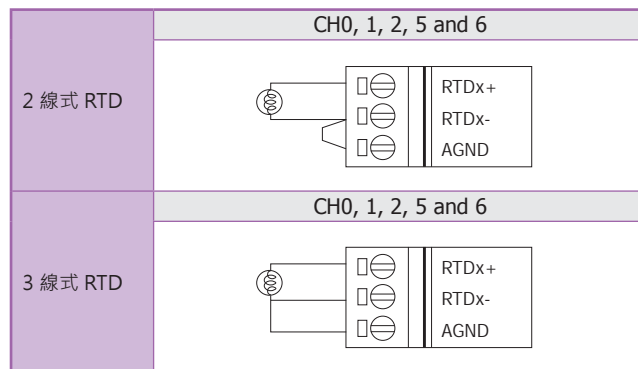 CH0, 1, 2, 5 and 6
2 線式 RTD
RTDx+
RTDx-
AGND
CH0, 1, 2, 5 and 6
3 線式 RTD
RTDx+
RTDx-
AGND